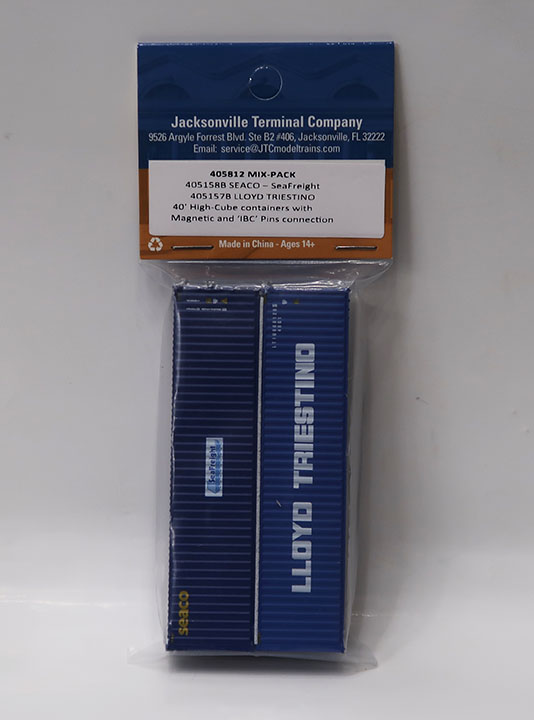 Jacksonville Terminal Company
9526 Argyle Forrest Blvd. Ste B2 #406, Jacksonville, FL 32222
Email: service@JTCmodeltrains.com
405812 MIX-PACK
405158B SEACO – SeaFreight
405157B LLOYD TRIESTINO
40' High-Cube containers with
Magnetic and 'IBC' Pins connection
Made in China - Ages 14+
SeaFreight
seaco
LLOYD TRIESTINO